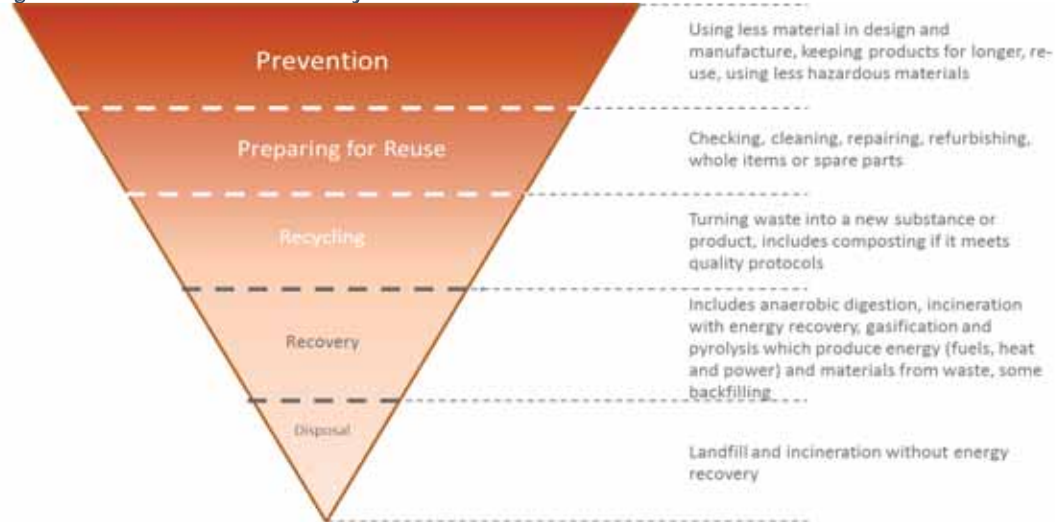 Prevention
Using less material in design and
manufacture, keeping products for longer, re-
use, using less hazardous materials
Preparing for Reuse
Checking, cleaning, repairing, refurbishing,
whole items or spare parts
Recycling
Turning waste into a new substance or
product, includes composting if it meets
quality protocols
Recovery
Includes anaerobic digestion, incineration
with energy recovery, gasification and
pyrolysis which produce energy (fuels, heat
and power) and materials from waste, some
backfilling
Disposal
Landfill and incineration without energy
recovery